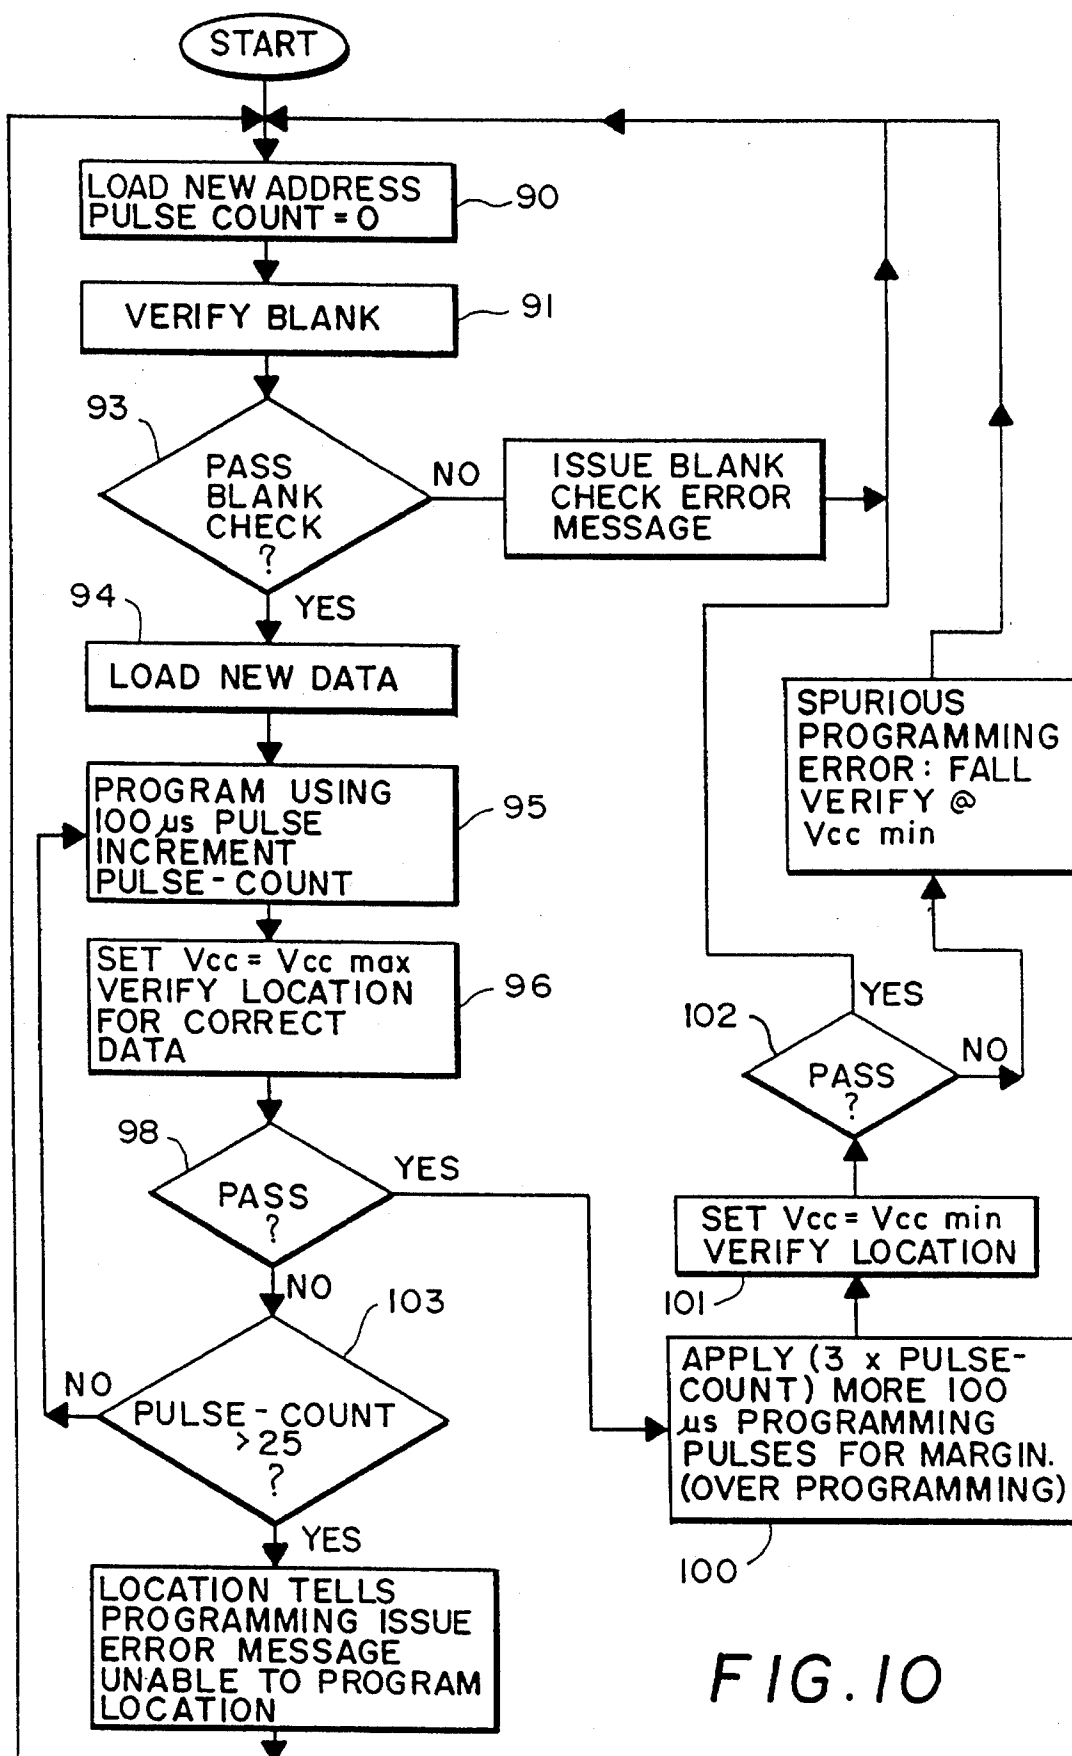 START
LOAD NEW ADDRESS
PULSE COUNT = 0
90
VERIFY BLANK
91
93
PASS
BLANK
CHECK
?
NO
ISSUE BLANK
CHECK ERROR
MESSAGE
YES
94
LOAD NEW DATA
PROGRAM USING
100 µs PULSE
INCREMENT
PULSE-COUNT
95
SET Vcc = Vcc max
VERIFY LOCATION
FOR CORRECT
DATA
96
98
PASS
?
YES
NO
103
PULSE-COUNT
>25
?
NO
YES
LOCATION TELLS
PROGRAMMING ISSUE
ERROR MESSAGE
UNABLE TO PROGRAM
LOCATION
SPURIOUS
PROGRAMMING
ERROR: FALL
VERIFY @
Vcc min
YES
102
PASS
?
NO
SET Vcc = Vcc min
VERIFY LOCATION
101
APPLY (3 x PULSE-
COUNT) MORE 100
µs PROGRAMMING
PULSES FOR MARGIN.
(OVER PROGRAMMING)
100
FIG. 10